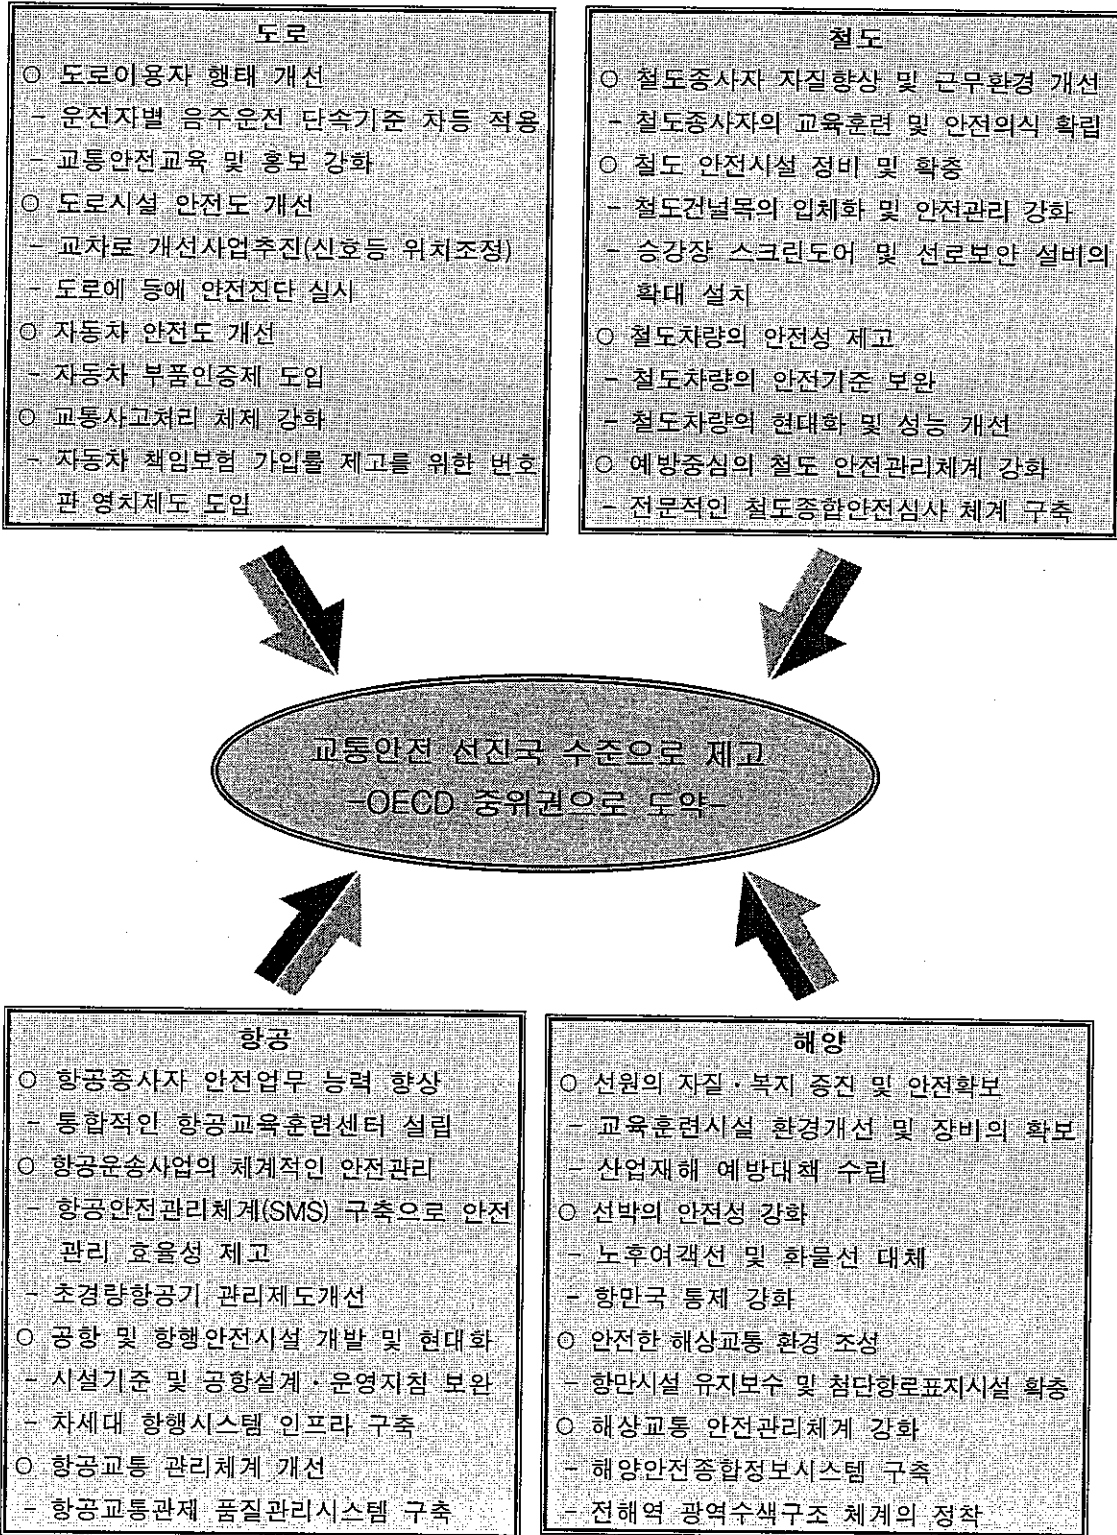 도로
○ 도로이용자 행태 개선
- 운전자별 음주운전 단속기준 차등 적용
- 교통안전교육 및 홍보 강화
○ 도로시설 안전도 개선
- 교차로 개선사업추진(신호등 위치조정)
- 도로에 등에 안전진단 실시
○ 자동차 안전도 개선
- 자동차 부품인증제 도입
○ 교통사고처리 체제 강화
- 자동차 책임보험 가입률 제고를 위한 번호
판 영치제도 도입
철도
○ 철도종사자 자질향상 및 근무환경 개선
- 철도종사자의 교육훈련 및 안전의식 확립
○ 철도 안전시설 정비 및 확충
- 철도건널목의 입체화 및 안전관리 강화
- 승강장 스크린도어 및 선로보안 설비의
확대 설치
○ 철도차량의 안전성 제고
- 철도차량의 안전기준 보완
- 철도차량의 현대화 및 성능 개선
○ 예방중심의 철도 안전관리체계 강화
- 전문적인 철도종합안전심사 체계 구축
교통안전 선진국 수준으로 제고
-OECD 중위권으로 도약-
항공
○ 항공종사자 안전업무 능력 향상
- 통합적인 항공교육훈련센터 설립
○ 항공운송사업의 체계적인 안전관리
- 항공안전관리체계(SMS) 구축으로 안전
관리 효율성 제고
- 초경량항공기 관리제도개선
○ 공항 및 항행안전시설 개발 및 현대화
- 시설기준 및 공항설계·운영지침 보완
- 차세대 항행시스템 인프라 구축
○ 항공교통 관리체계 개선
- 항공교통관제 품질관리시스템 구축
해양
○ 선원의 자질·복지 증진 및 안전확보
- 교육훈련시설 환경개선 및 장비의 확보
- 산업재해 예방대책 수립
○ 선박의 안전성 강화
- 노후여객선 및 화물선 대체
- 항만국 통제 강화
○ 안전한 해상교통 환경 조성
- 항만시설 유지보수 및 첨단항로표지시설 확충
○ 해상교통 안전관리체계 강화
- 해양안전종합정보시스템 구축
- 전해역 광역수색구조 체계의 정착